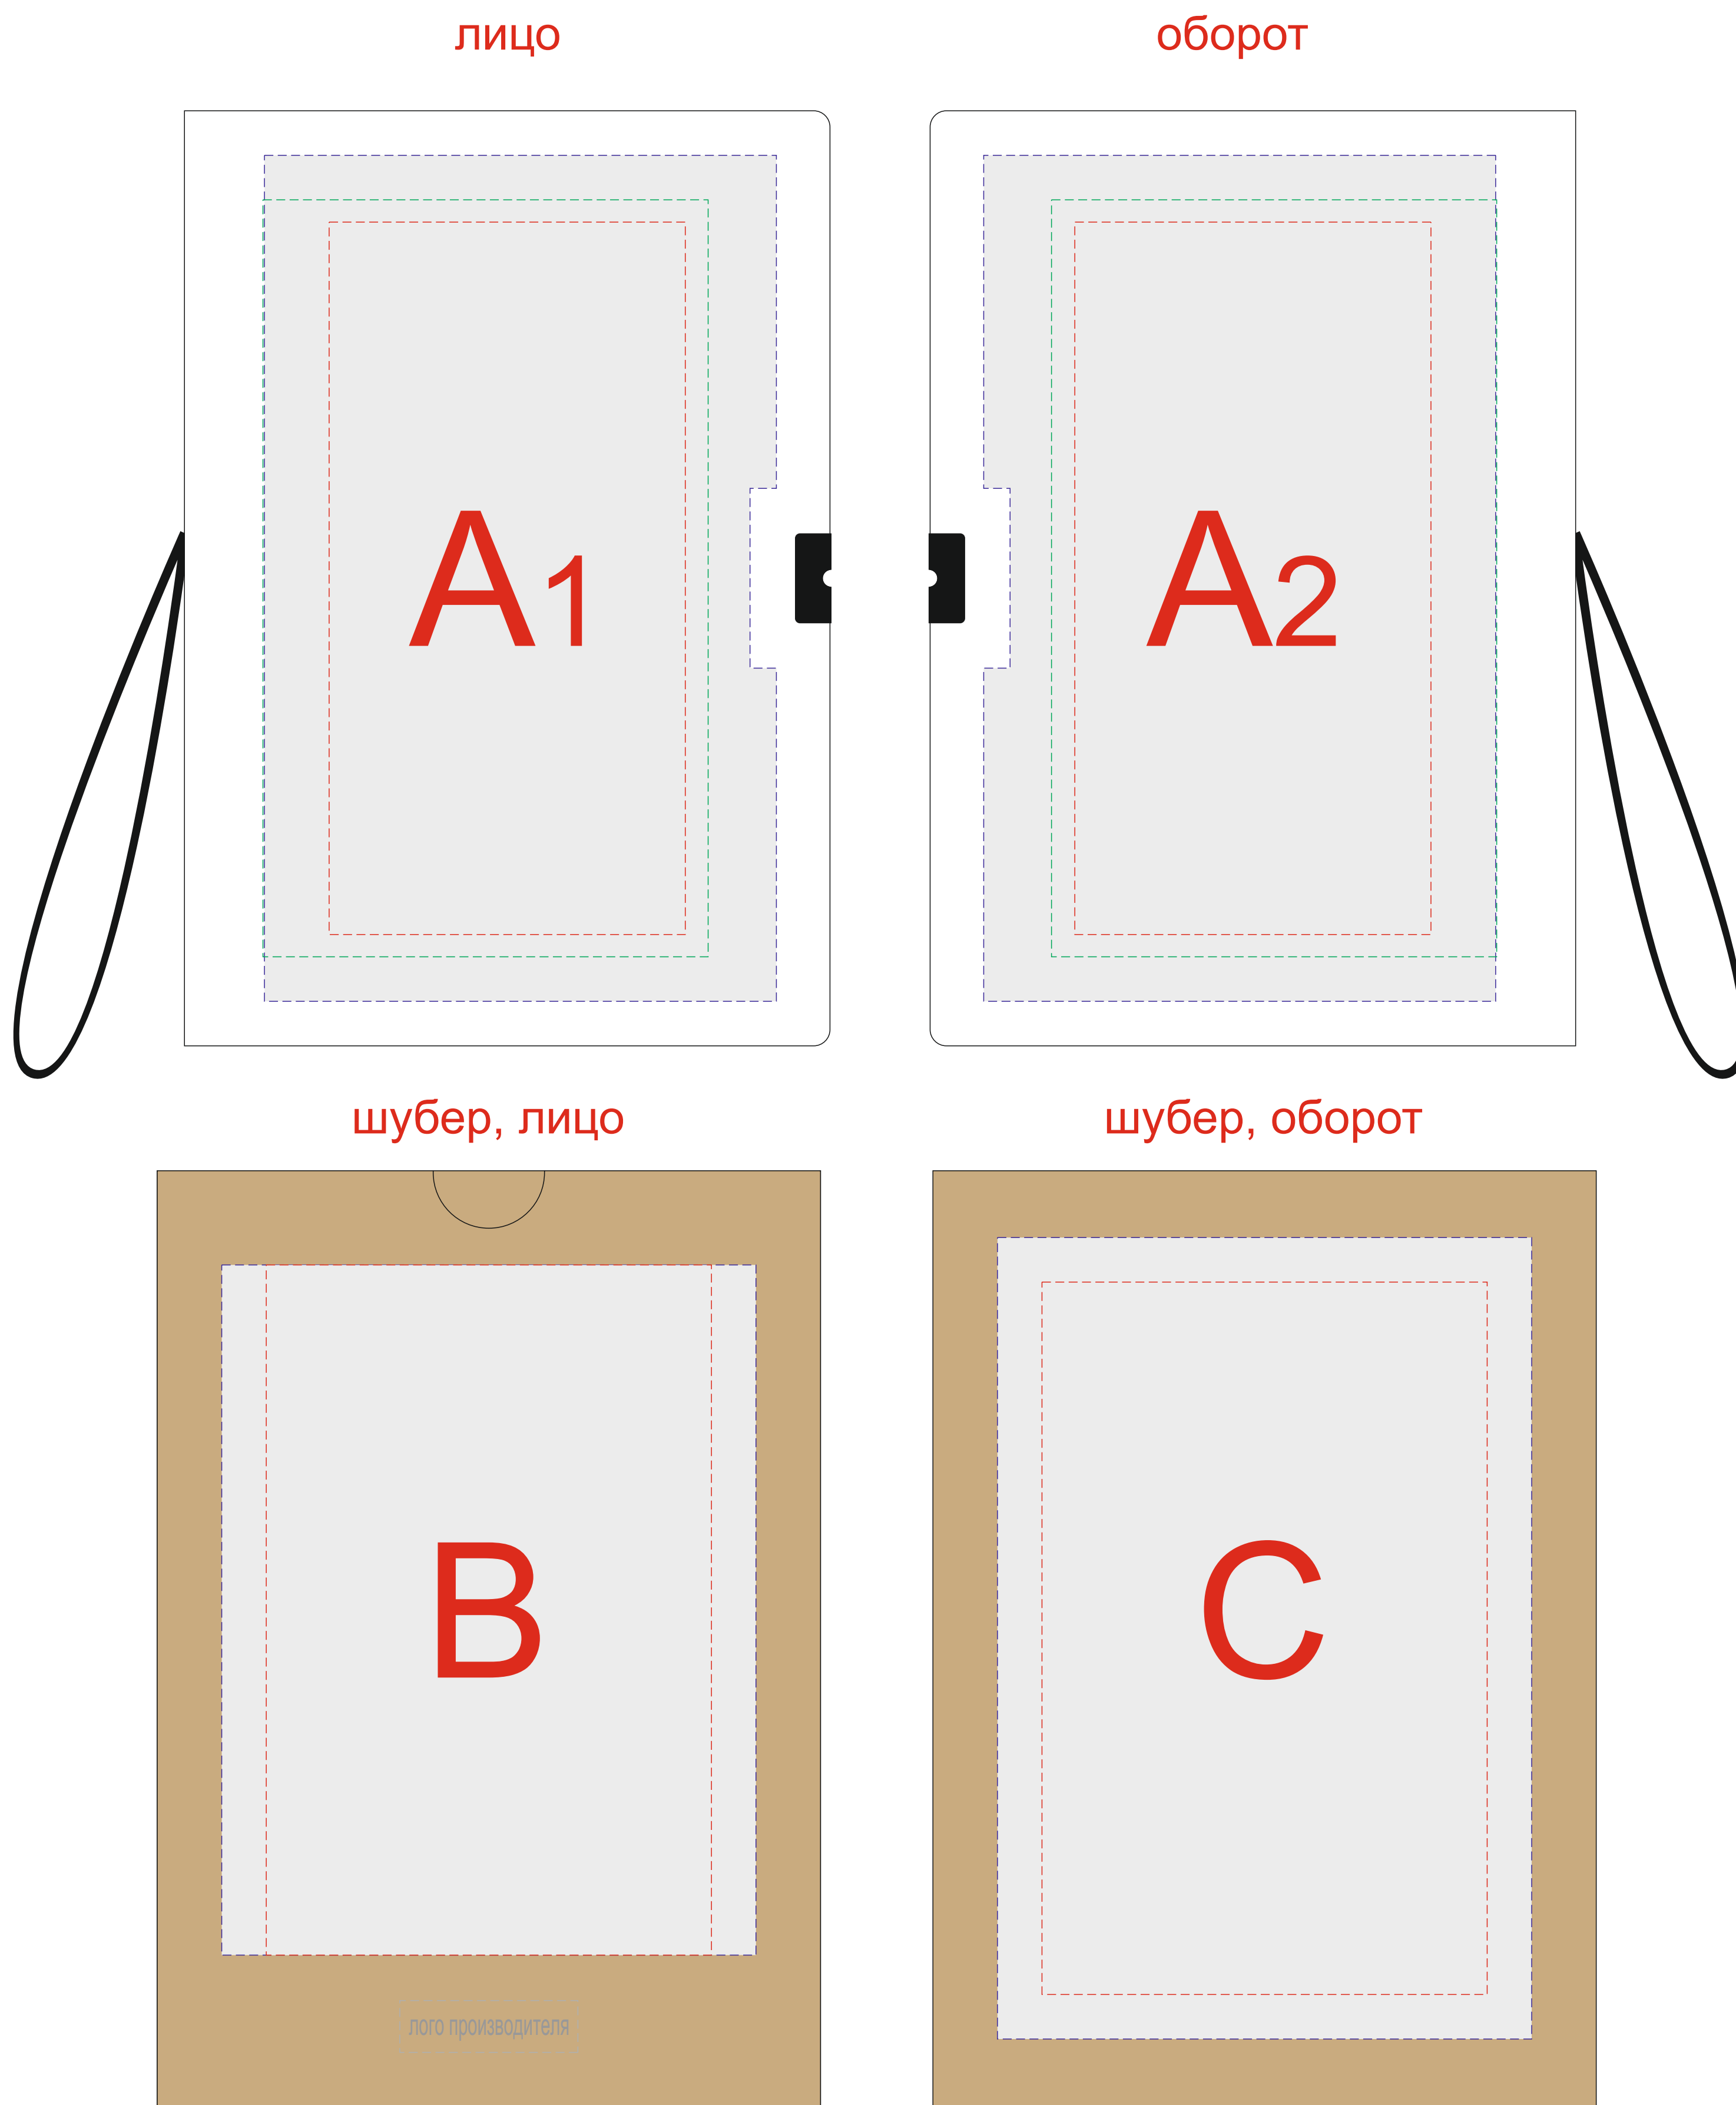 лицо
оборот
A1
A2
шубер, лицо
шубер, оборот
B
C
лого производителя